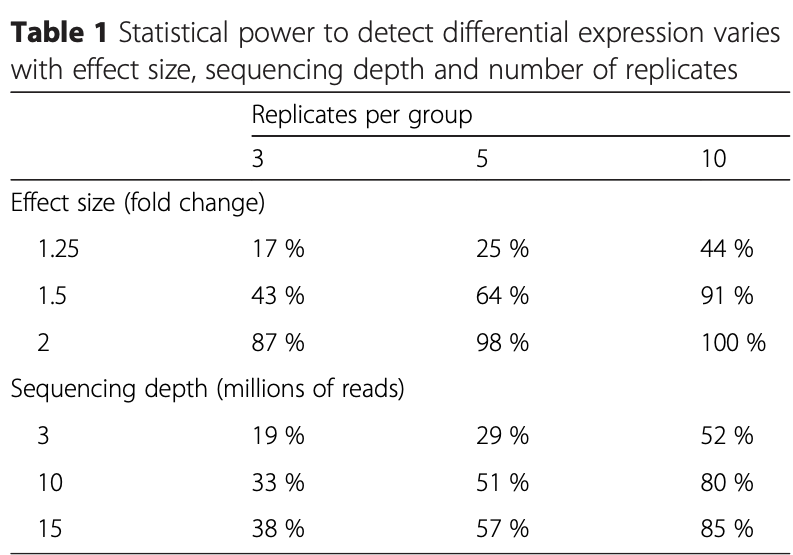 Table 1 Statistical power to detect differential expression varies
with effect size, sequencing depth and number of replicates
Replicates per group
3 5 10
Effect size (fold change)
1.25 17 % 25 % 44 %
1.5 43 % 64 % 91 %
2 87 % 98 % 100 %
Sequencing depth (millions of reads)
3 19 % 29 % 52 %
10 33 % 51 % 80 %
15 38 % 57 % 85 %